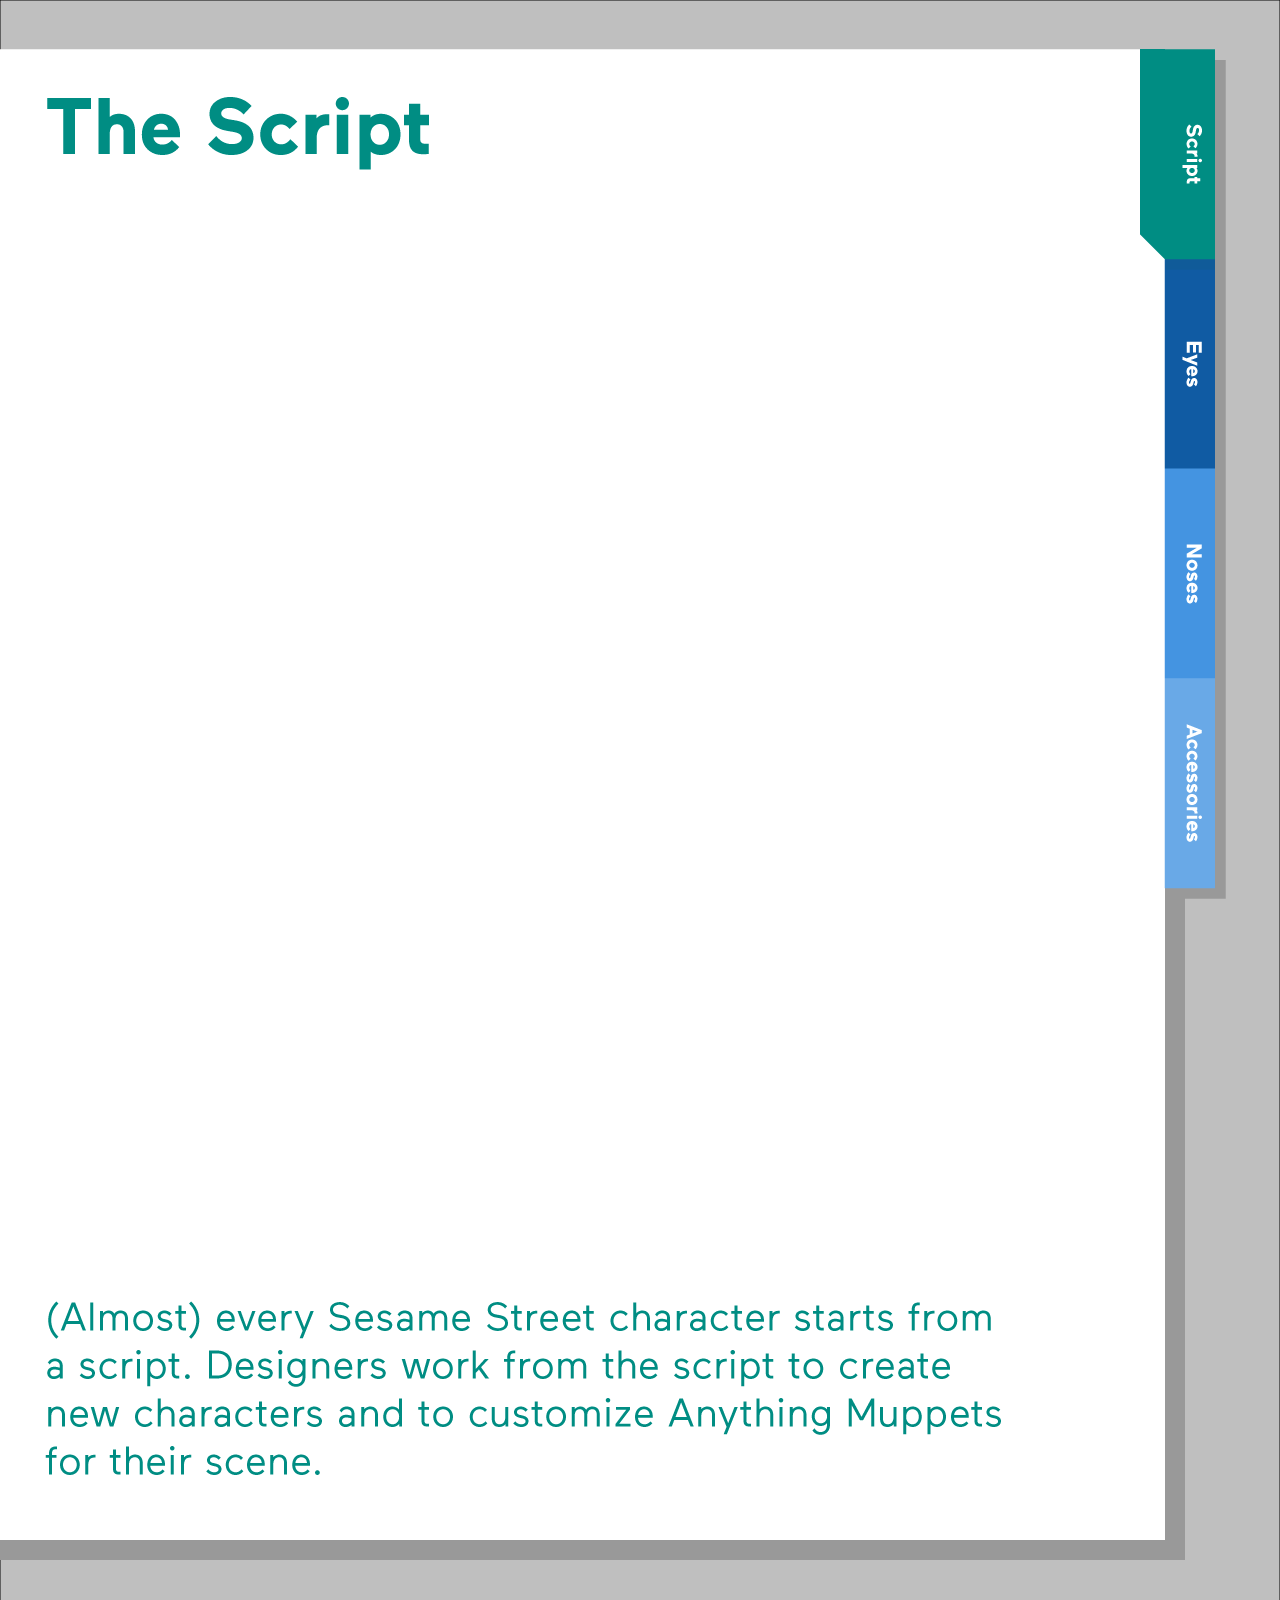 The Script
Script
Eyes
Noses
Accessories
(Almost) every Sesame Street character starts from
a script. Designers work from the script to create
new characters and to customize Anything Muppets
for their scene.